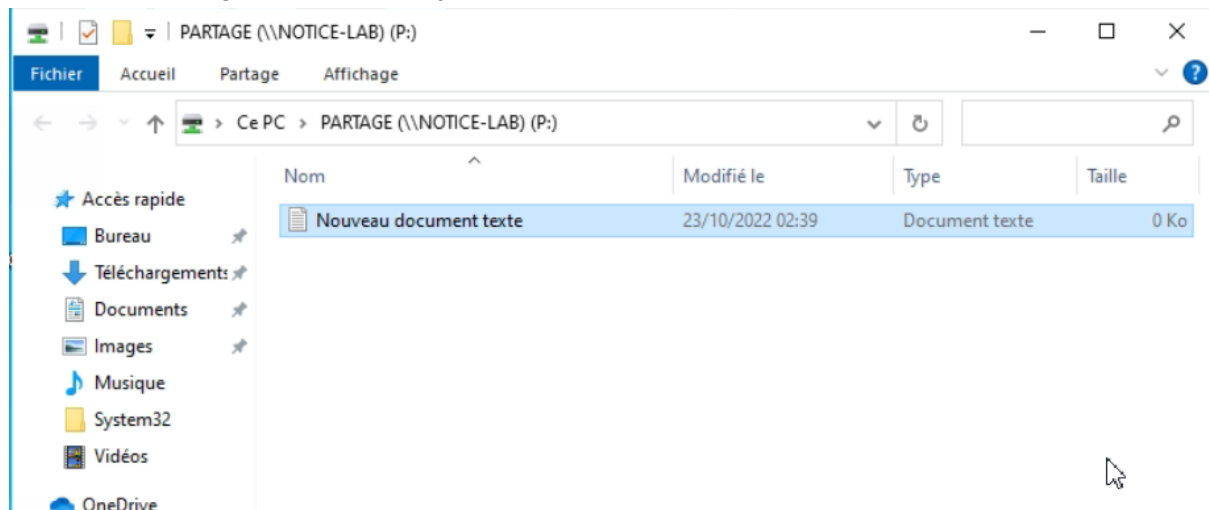 PARTAGE (\\NOTICE-LAB) (P:)
Fichier Accueil Partage Affichage
Ce PC > PARTAGE (\\NOTICE-LAB) (P:)
Nom Modifié le Type Taille
Accès rapide
Nouveau document texte 23/10/2022 02:39 Document texte 0 Ko
Bureau
Téléchargements
Documents
Images
Musique
System32
Vidéos
OneDrive